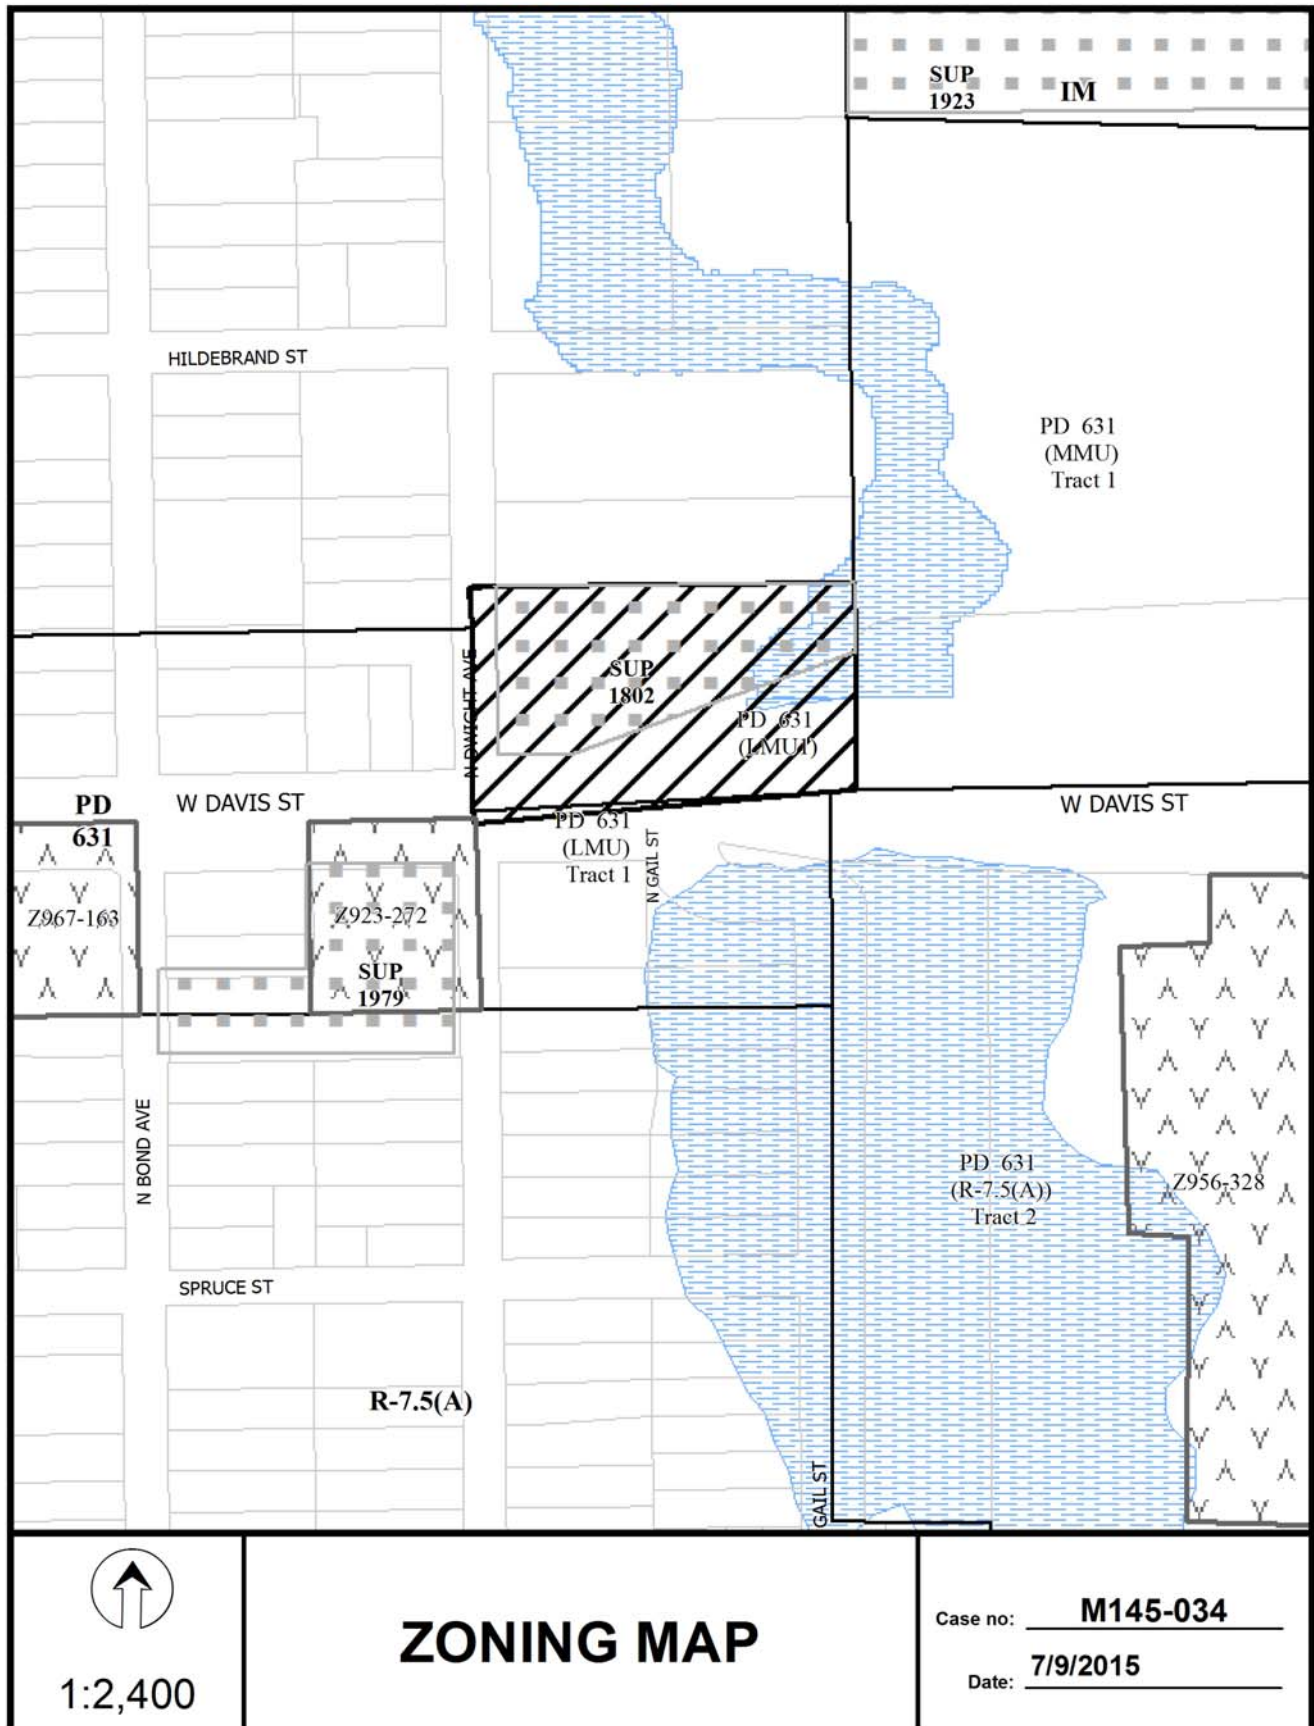 SUP
1923
IM
HILDEBRAND ST
PD 631
(MMU)
Tract 1
SUP
1802
N DWIGHT AVE
PD 631
(LMU1)
PD
631
W DAVIS ST
W DAVIS ST
PD 631
(LMU)
Tract 1
N GAIL ST
Z967-163
Z923-272
SUP
1979
N BOND AVE
PD 631
(R-7.5(A))
Tract 2
Z956-328
SPRUCE ST
R-7.5(A)
GAIL ST
1:2,400
ZONING MAP
Case no: M145-034
Date: 7/9/2015